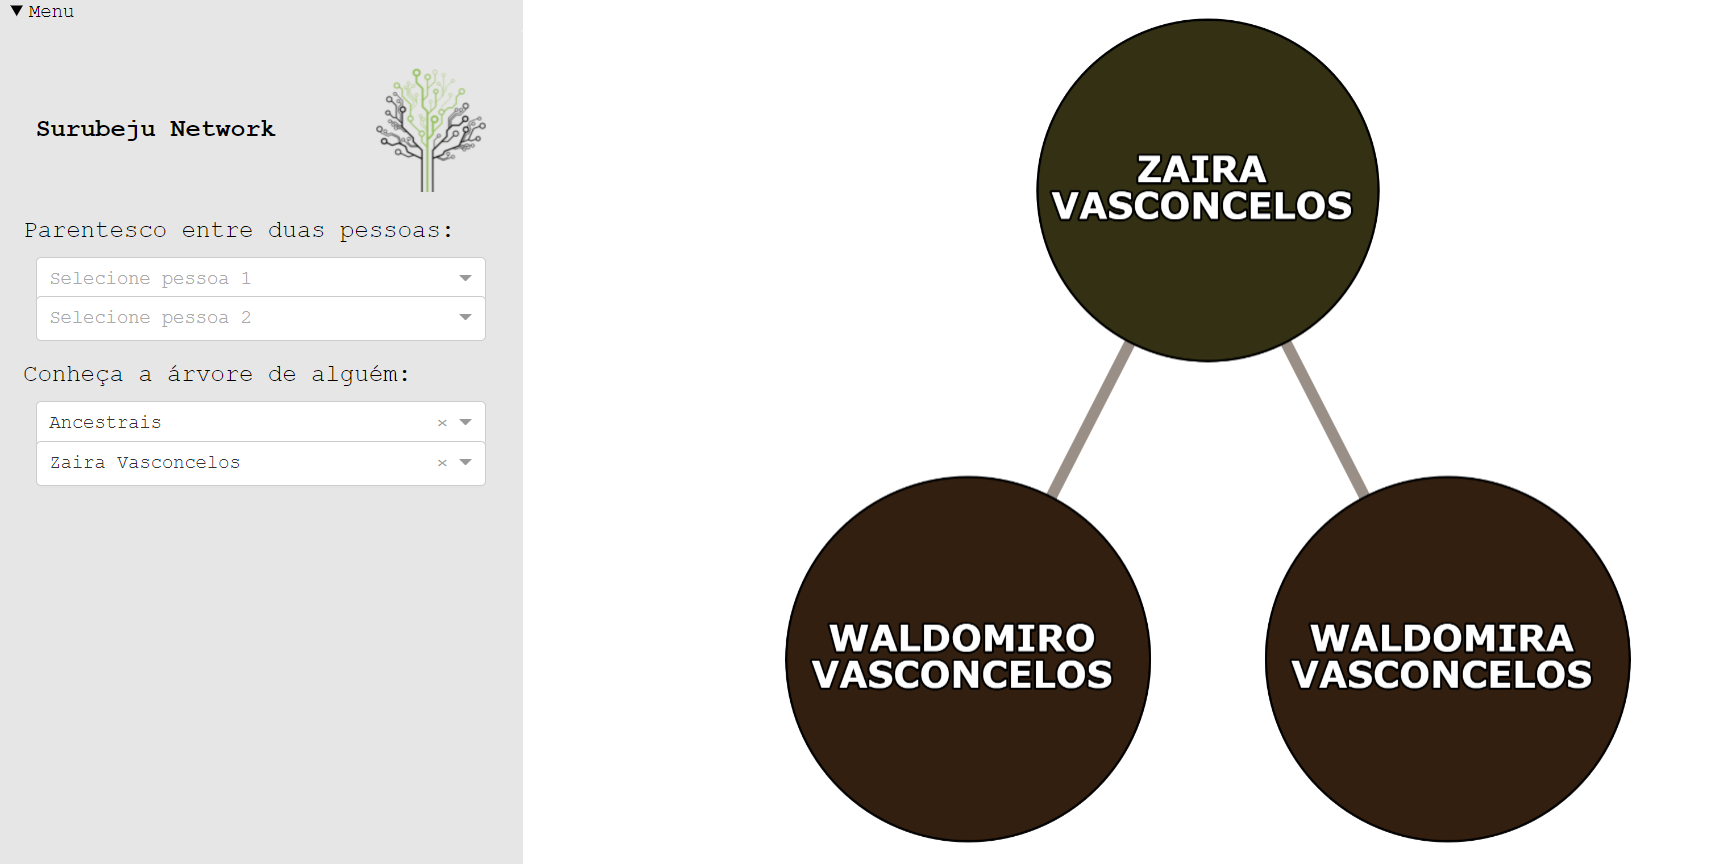 ▼ Menu
Surubeju Network
Parentesco entre duas pessoas:
Selecione pessoa 1
Selecione pessoa 2
Conheça a árvore de alguém:
Ancestrais ×
Zaira Vasconcelos ×
ZAIRA
VASCONCELOS
WALDOMIRO
VASCONCELOS
WALDOMIRA
VASCONCELOS